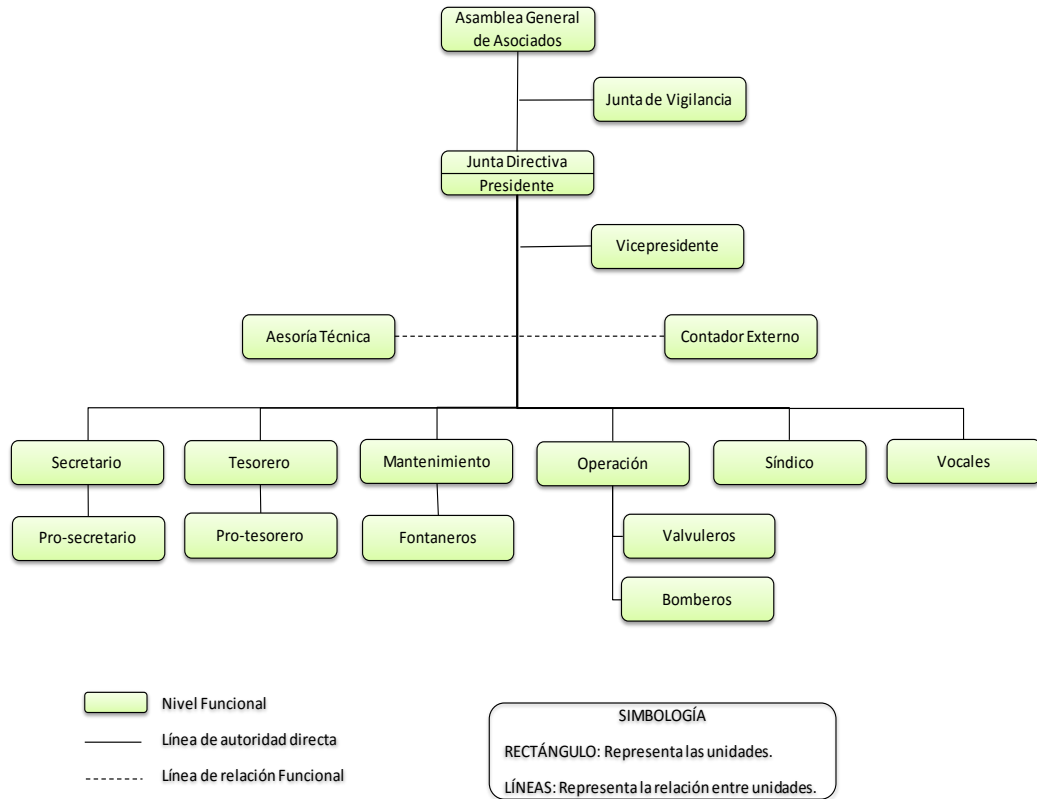 Asamblea General
de Asociados
Junta de Vigilancia
Junta Directiva
Presidente
Vicepresidente
Aesoría Técnica
Contador Externo
Secretario
Tesorero
Mantenimiento
Operación
Síndico
Vocales
Pro-secretario
Pro-tesorero
Fontaneros
Valvuleros
Bomberos
Nivel Funcional
Línea de autoridad directa
Línea de relación Funcional
SIMBOLOGÍA
RECTÁNGULO: Representa las unidades.
LÍNEAS: Representa la relación entre unidades.